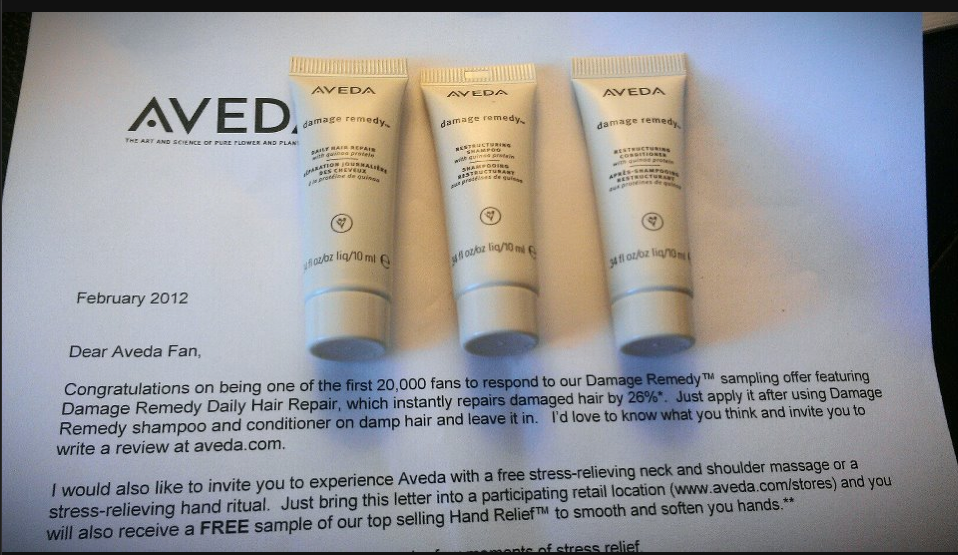 AVEDA
THE ART AND SCIENCE OF PURE FLOWER AND PLANT
AVEDA
damage remedy™
DAILY HAIR REPAIR
with quinoa protein
RÉPARATION JOURNALIÈRE
DES CHEVEUX
à la protéine de quinoa
.34 fl oz/oz liq/10 ml e
AVEDA
damage remedy™
RESTRUCTURING
SHAMPOO
with quinoa protein
SHAMPOOING
RESTRUCTURANT
aux protéines de quinoa
.34 fl oz/oz liq/10 ml e
AVEDA
damage remedy™
RESTRUCTURING
CONDITIONER
with quinoa protein
APRÈS-SHAMPOOING
RESTRUCTURANT
aux protéines de quinoa
.34 fl oz/oz liq/10 ml
February 2012
Dear Aveda Fan,
Congratulations on being one of the first 20,000 fans to respond to our Damage Remedy™ sampling offer featuring
Damage Remedy Daily Hair Repair, which instantly repairs damaged hair by 26%*. Just apply it after using Damage
Remedy shampoo and conditioner on damp hair and leave it in. I'd love to know what you think and invite you to
write a review at aveda.com.
I would also like to invite you to experience Aveda with a free stress-relieving neck and shoulder massage or a
stress-relieving hand ritual. Just bring this letter into a participating retail location (www.aveda.com/stores) and you
will also receive a FREE sample of our top selling Hand Relief™ to smooth and soften you hands.**
moments of stress relief